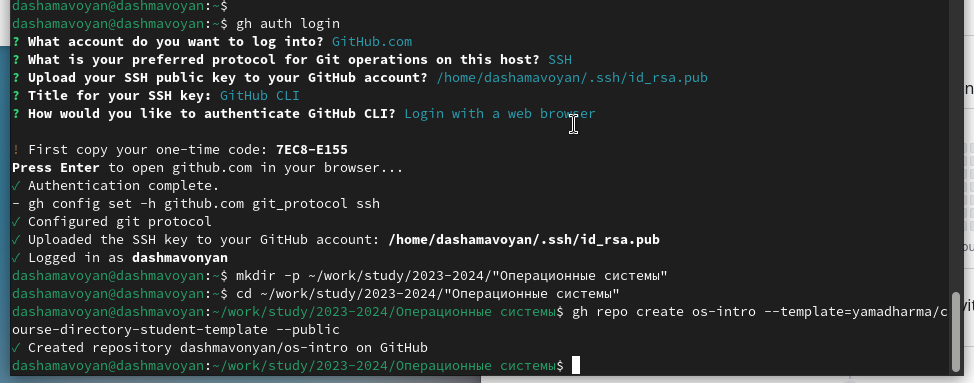 dashamavoyan@dashmavoyan:~$
dashamavoyan@dashmavoyan:~$ gh auth login
? What account do you want to log into? GitHub.com
? What is your preferred protocol for Git operations on this host? SSH
? Upload your SSH public key to your GitHub account? /home/dashamavoyan/.ssh/id_rsa.pub
? Title for your SSH key: GitHub CLI
? How would you like to authenticate GitHub CLI? Login with a web browser
! First copy your one-time code: 7EC8-E155
Press Enter to open github.com in your browser...
✓ Authentication complete.
- gh config set -h github.com git_protocol ssh
✓ Configured git protocol
✓ Uploaded the SSH key to your GitHub account: /home/dashamavoyan/.ssh/id_rsa.pub
✓ Logged in as dashmavonyan
dashamavoyan@dashmavoyan:~$ mkdir -p ~/work/study/2023-2024/"Операционные системы"
dashamavoyan@dashmavoyan:~$ cd ~/work/study/2023-2024/"Операционные системы"
dashamavoyan@dashmavoyan:~/work/study/2023-2024/Операционные системы$ gh repo create os-intro --template=yamadharma/c
ourse-directory-student-template --public
✓ Created repository dashmavonyan/os-intro on GitHub
dashamavoyan@dashmavoyan:~/work/study/2023-2024/Операционные системы$